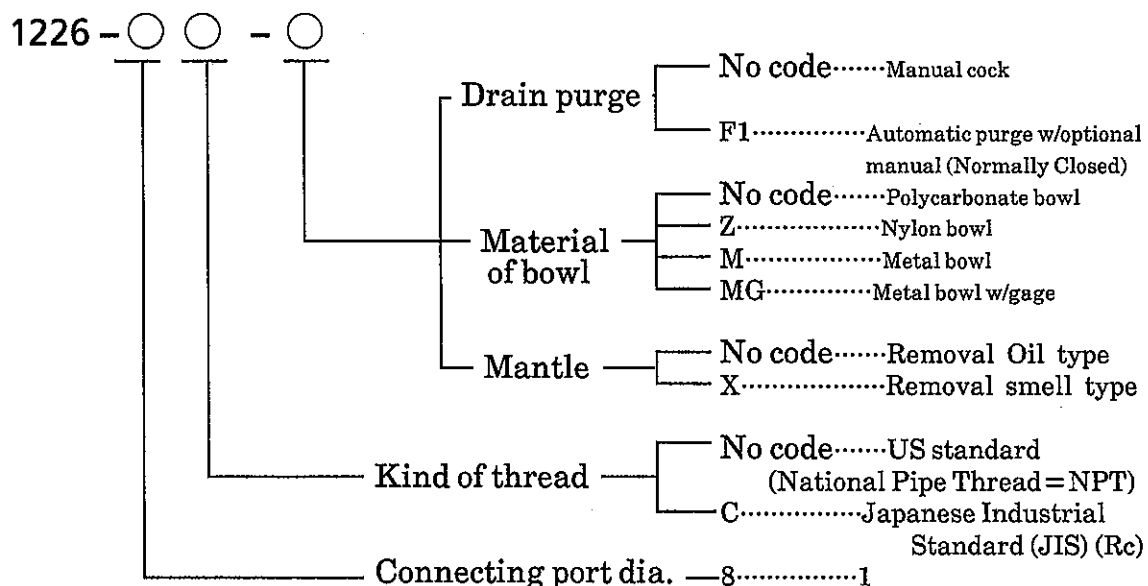 1226 – ○ ○ - ○
Drain purge
No code·······Manual cock
F1··············Automatic purge w/optional
manual (Normally Closed)
Material
of bowl
No code·······Polycarbonate bowl
Z···············Nylon bowl
M···············Metal bowl
MG··············Metal bowl w/gage
Mantle
No code·······Removal Oil type
X···············Removal smell type
Kind of thread
No code·······US standard
(National Pipe Thread=NPT)
C··············Japanese Industrial
Standard (JIS) (Rc)
Connecting port dia.
8··············1